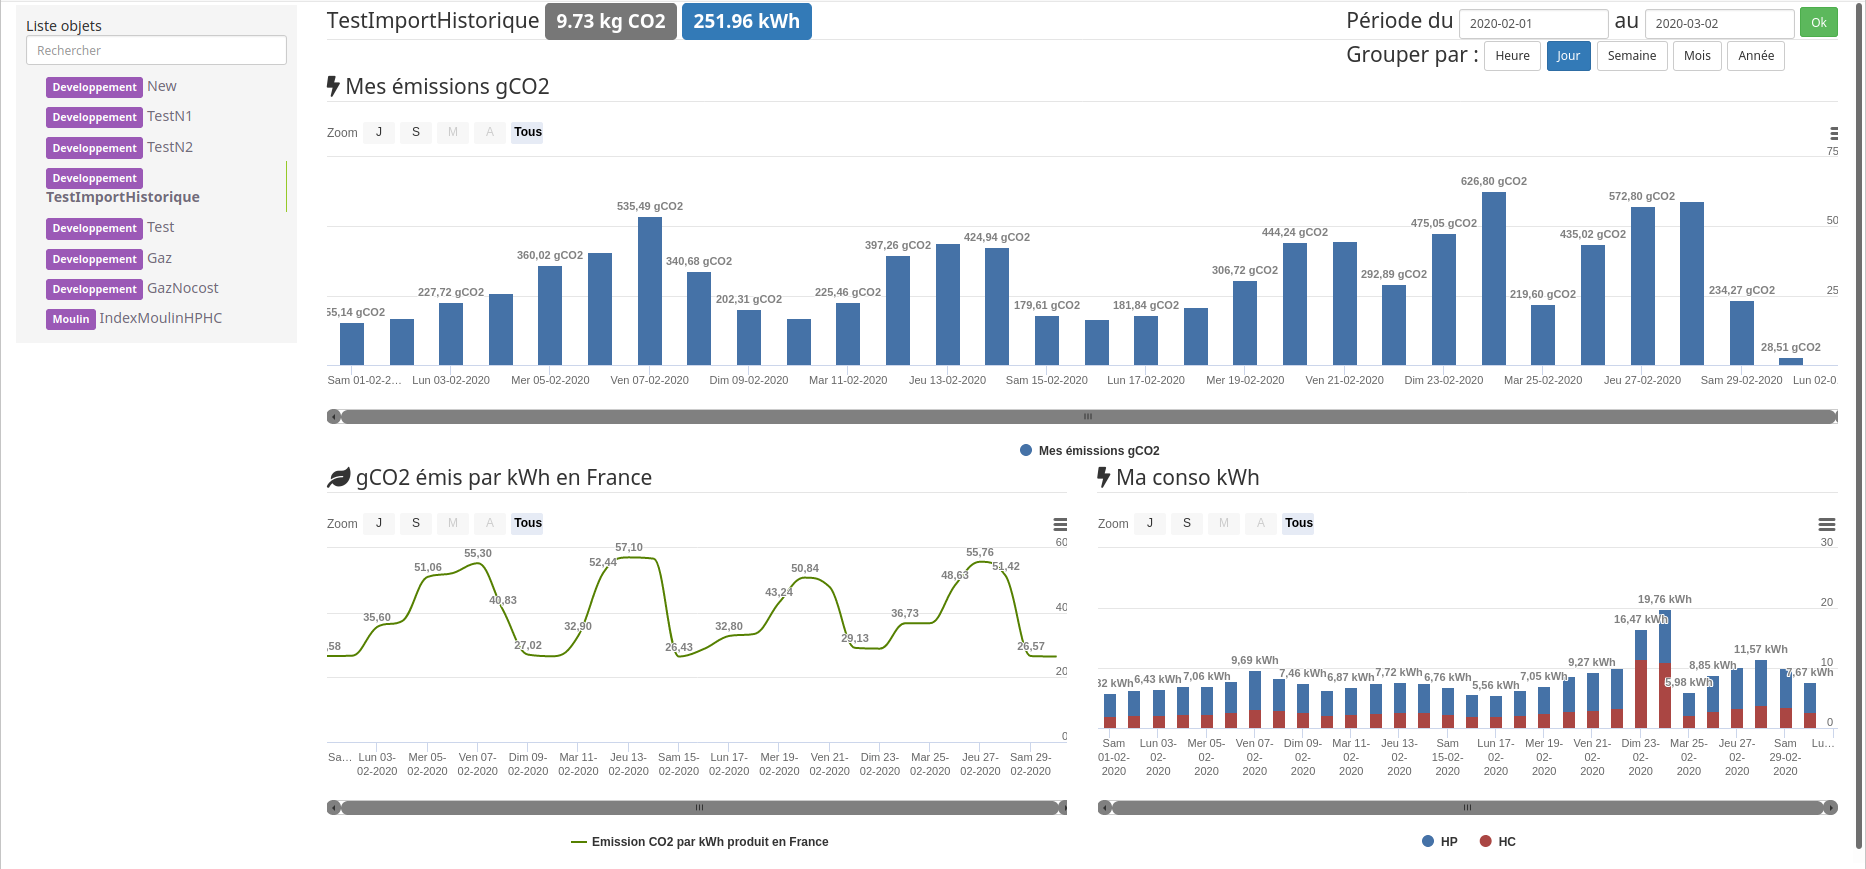 Liste objets
Rechercher
Developpement New
Developpement TestN1
Developpement TestN2
Developpement
TestImportHistorique
Developpement Test
Developpement Gaz
Developpement GazNocost
Moulin IndexMoulinHPHC
TestImportHistorique 9.73 kg CO2 251.96 kWh
Période du 2020-02-01 au 2020-03-02 Ok
Grouper par : Heure Jour Semaine Mois Année
Mes émissions gCO2
Zoom J S M A Tous
75
50
25
55,14 gCO2
227,72 gCO2
360,02 gCO2
535,49 gCO2
340,68 gCO2
202,31 gCO2
225,46 gCO2
397,26 gCO2
424,94 gCO2
179,61 gCO2
181,84 gCO2
306,72 gCO2
444,24 gCO2
292,89 gCO2
475,05 gCO2
626,80 gCO2
219,60 gCO2
435,02 gCO2
572,80 gCO2
234,27 gCO2
28,51 gCO2
Sam 01-02-2… Lun 03-02-2020 Mer 05-02-2020 Ven 07-02-2020 Dim 09-02-2020 Mar 11-02-2020 Jeu 13-02-2020 Sam 15-02-2020 Lun 17-02-2020 Mer 19-02-2020 Ven 21-02-2020 Dim 23-02-2020 Mar 25-02-2020 Jeu 27-02-2020 Sam 29-02-2020 Lun 02-0
Mes émissions gCO2
gCO2 émis par kWh en France
Zoom J S M A Tous
60
40
20
0
,58
35,60
51,06
55,30
40,83
27,02
32,90
52,44
57,10
26,43
32,80
43,24
50,84
29,13
36,73
48,63
55,76
51,42
26,57
Sa… Lun 03- Mer 05- Ven 07- Dim 09- Mar 11- Jeu 13- Sam 15- Lun 17- Mer 19- Ven 21- Dim 23- Mar 25- Jeu 27- Sam 29-
02-2020 02-2020 02-2020 02-2020 02-2020 02-2020 02-2020 02-2020 02-2020 02-2020 02-2020 02-2020 02-2020 02-2020
Emission CO2 par kWh produit en France
Ma conso kWh
Zoom J S M A Tous
30
20
10
0
32 kWh
6,43 kWh
7,06 kWh
9,69 kWh
7,46 kWh
6,87 kWh
7,72 kWh
6,76 kWh
5,56 kWh
7,05 kWh
9,27 kWh
16,47 kWh
19,76 kWh
5,98 kWh
8,85 kWh
11,57 kWh
7,67 kWh
Sam Lun 03- Mer 05- Ven 07- Dim 09- Mar 11- Jeu 13- Sam Lun 17- Mer 19- Ven 21- Dim 23- Mar 25- Jeu 27- Sam Lu…
01-02- 02- 02- 02- 02- 02- 02- 15-02- 02- 02- 02- 02- 02- 02- 29-02-
2020 2020 2020 2020 2020 2020 2020 2020 2020 2020 2020 2020 2020 2020 2020
HP HC